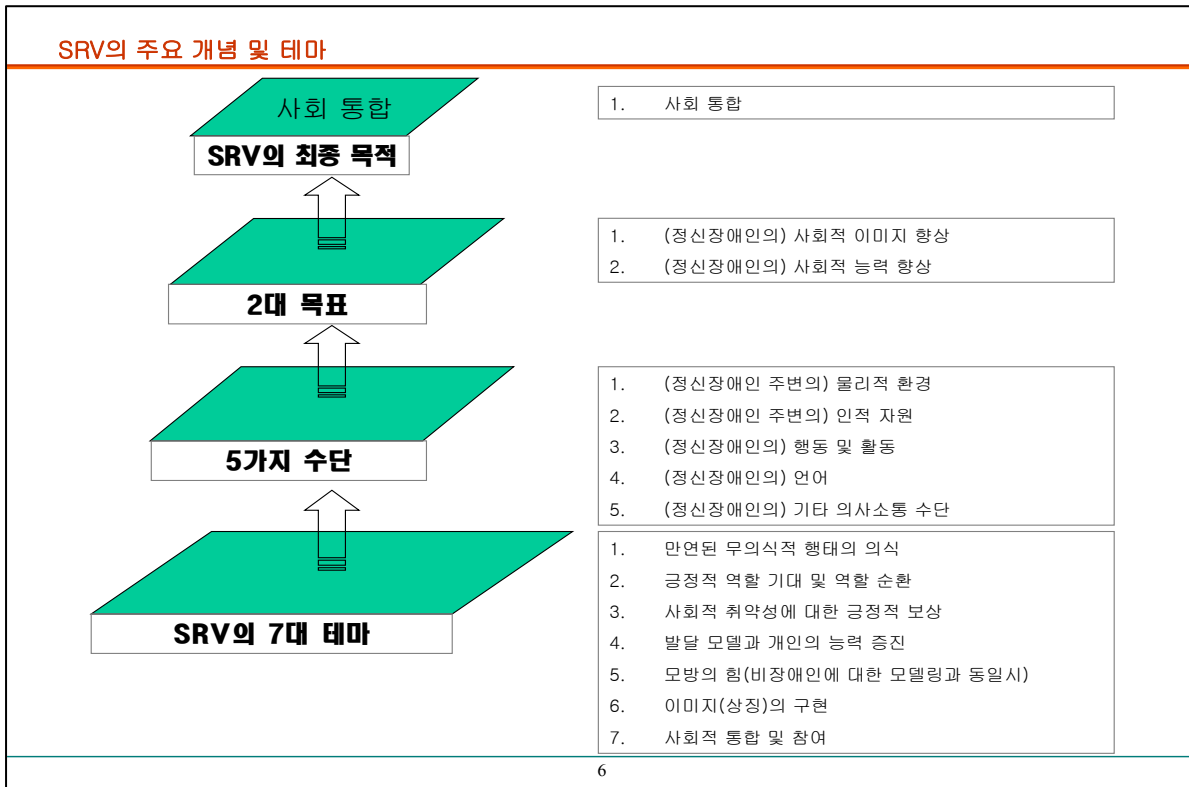 SRV의 주요 개념 및 테마
사회 통합
SRV의 최종 목적
1. 사회 통합
2대 목표
1. (정신장애인의) 사회적 이미지 향상
2. (정신장애인의) 사회적 능력 향상
5가지 수단
1. (정신장애인 주변의) 물리적 환경
2. (정신장애인 주변의) 인적 자원
3. (정신장애인의) 행동 및 활동
4. (정신장애인의) 언어
5. (정신장애인의) 기타 의사소통 수단
SRV의 7대 테마
1. 만연된 무의식적 행태의 의식
2. 긍정적 역할 기대 및 역할 순환
3. 사회적 취약성에 대한 긍정적 보상
4. 발달 모델과 개인의 능력 증진
5. 모방의 힘(비장애인에 대한 모델링과 동일시)
6. 이미지(상징)의 구현
7. 사회적 통합 및 참여
6